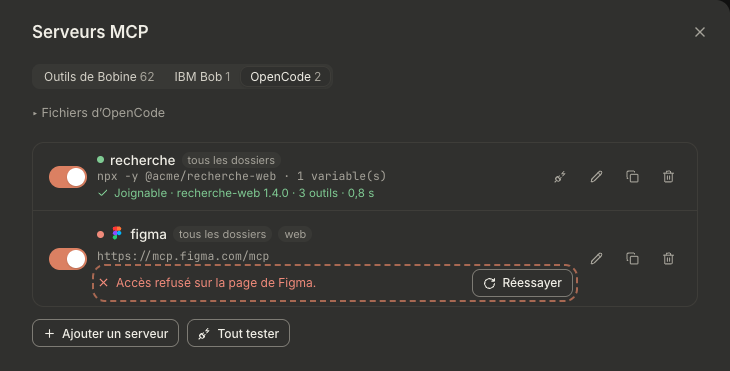 Serveurs MCP
Outils de Bobine 62 IBM Bob 1 OpenCode 2
Fichiers d’OpenCode
recherche tous les dossiers
npx -y @acme/recherche-web · 1 variable(s)
Joignable · recherche-web 1.4.0 · 3 outils · 0,8 s
figma tous les dossiers web
https://mcp.figma.com/mcp
Accès refusé sur la page de Figma. Réessayer
Ajouter un serveur Tout tester